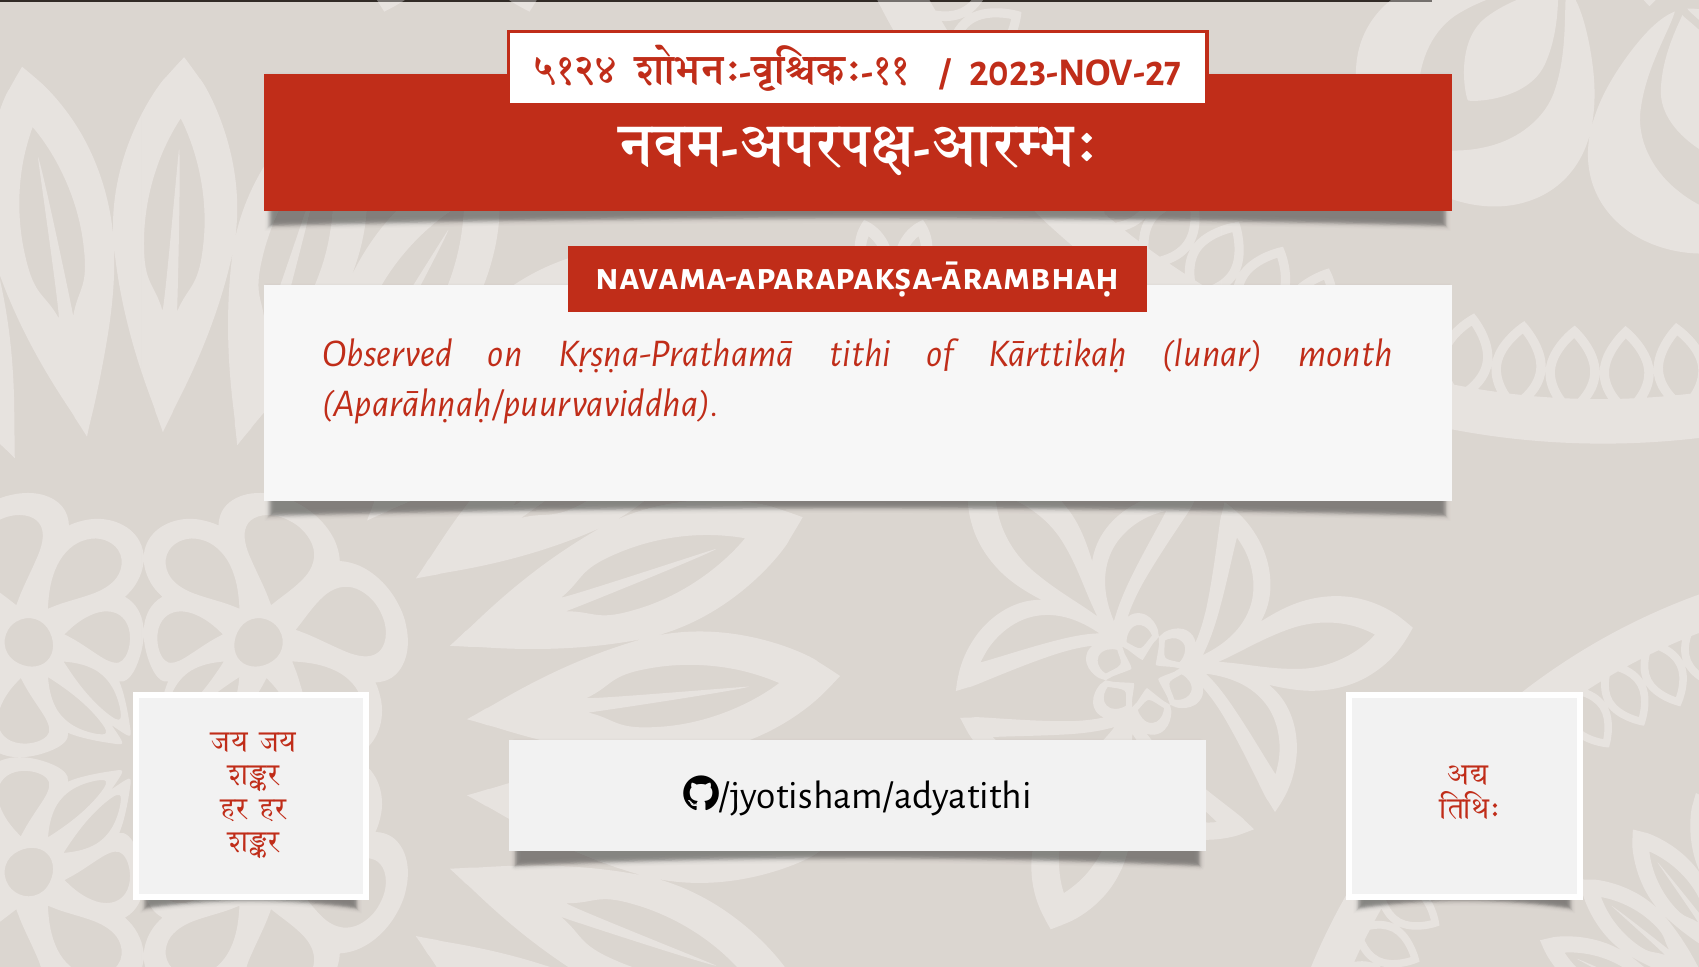 ५१२४ शोभनः-वृश्चिकः-११ / 2023-NOV-27
नवम-अपरपक्ष-आरम्भः
NAVAMA-APARAPAKṢA-ĀRAMBHAḤ
Observed on Kṛṣṇa-Prathamā tithi of Kārttikaḥ (lunar) month
(Aparāhṇaḥ/puurvaviddha).
जय जय
शङ्कर
हर हर
शङ्कर
/jyotisham/adyatithi
अद्य
तिथिः